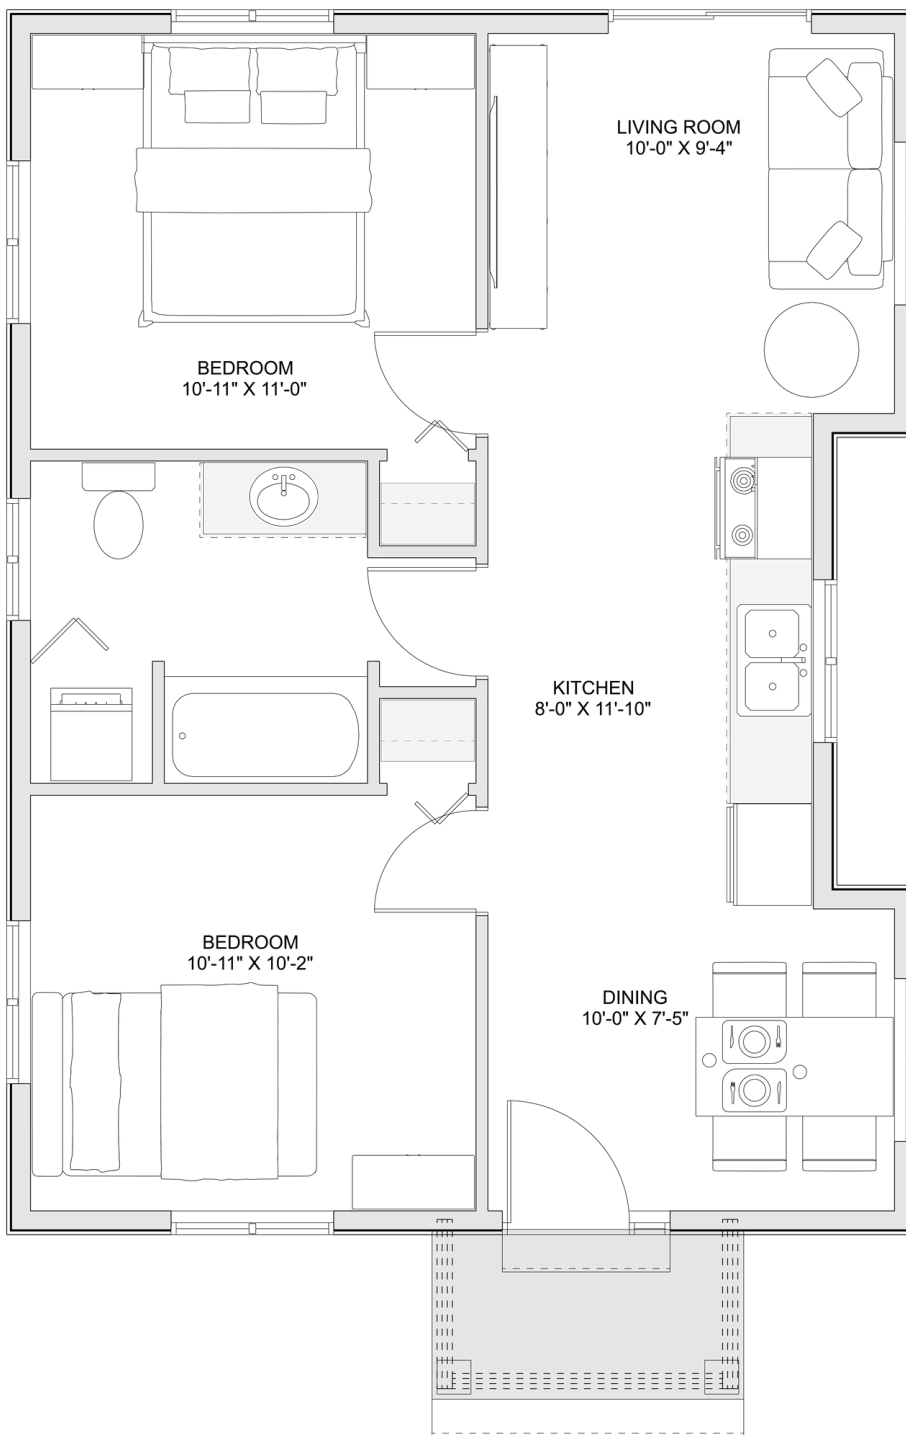 LIVING ROOM
10'-0" X 9'-4"
BEDROOM
10'-11" X 11'-0"
KITCHEN
8'-0" X 11'-10"
BEDROOM
10'-11" X 10'-2"
DINING
10'-0" X 7'-5"